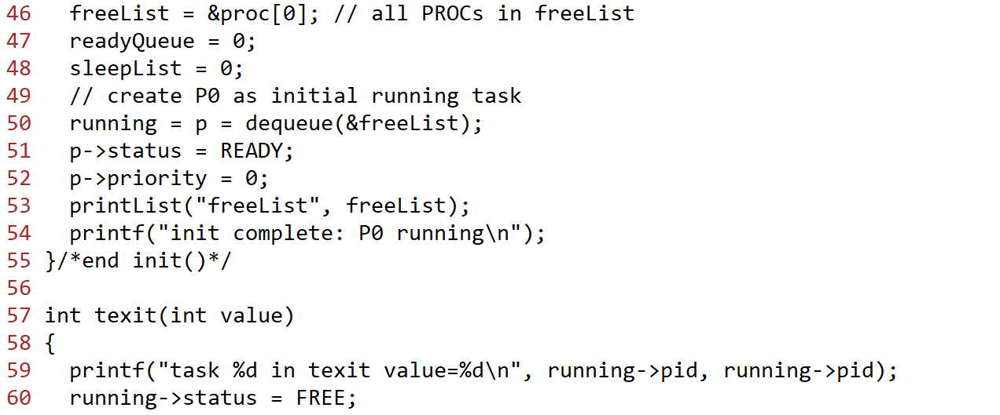 46   freeList = &proc[0]; // all PROCs in freeList
47   readyQueue = 0;
48   sleepList = 0;
49   // create P0 as initial running task
50   running = p = dequeue(&freeList);
51   p->status = READY;
52   p->priority = 0;
53   printList("freeList", freeList);
54   printf("init complete: P0 running\n");
55 }/*end init()*/
56
57 int texit(int value)
58 {
59   printf("task %d in texit value=%d\n", running->pid, running->pid);
60   running->status = FREE;